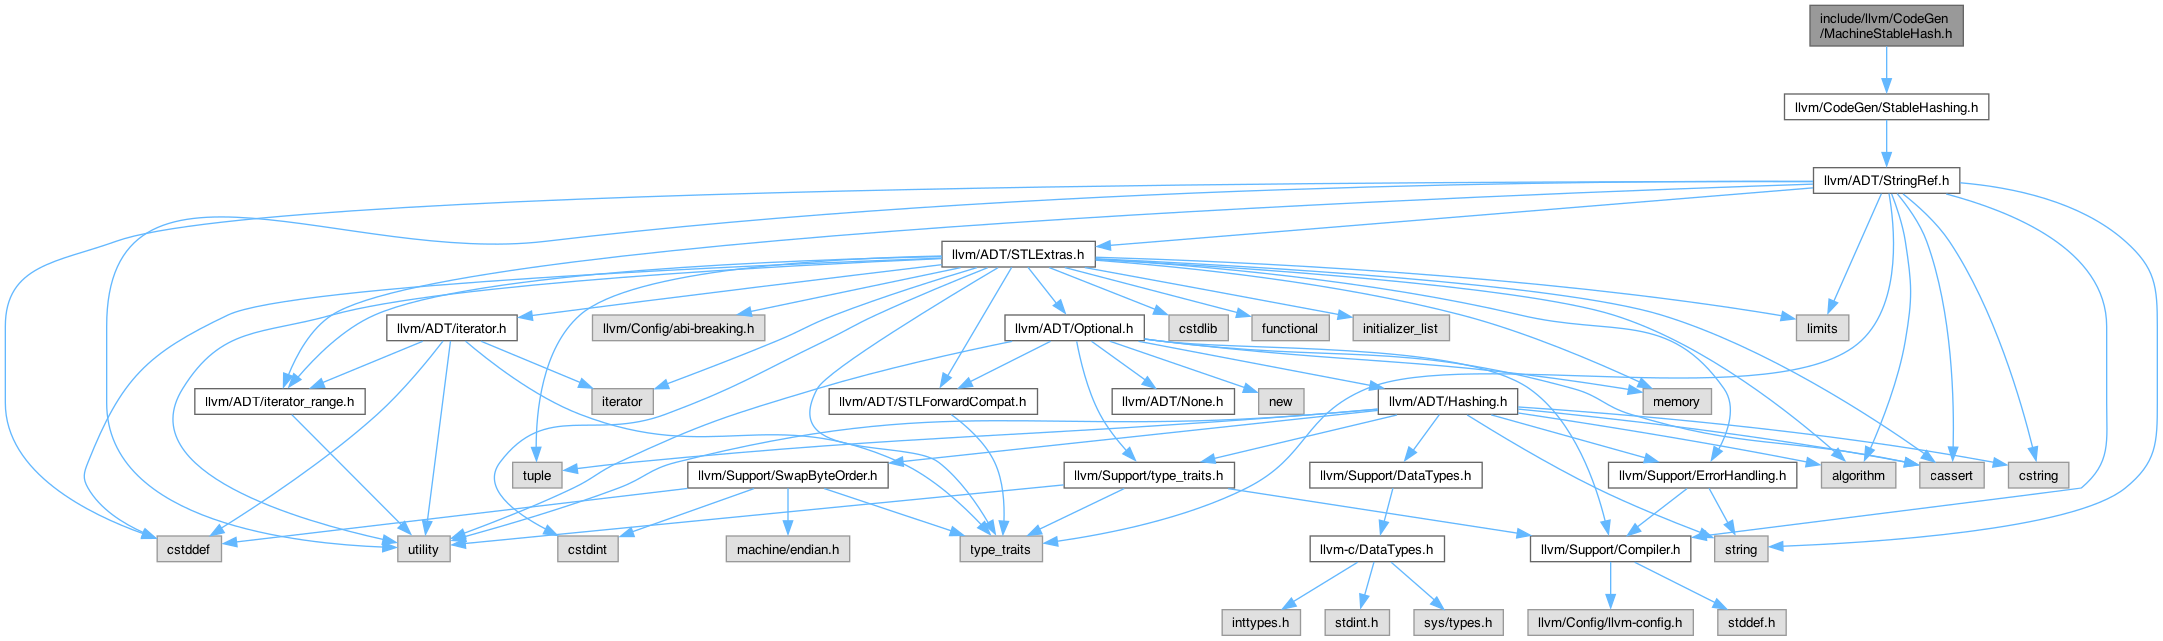 include/llvm/CodeGen
/MachineStableHash.h
llvm/CodeGen/StableHashing.h
llvm/ADT/StringRef.h
llvm/ADT/STLExtras.h
llvm/ADT/iterator.h
llvm/Config/abi-breaking.h
llvm/ADT/Optional.h
cstdlib
functional
initializer_list
limits
llvm/ADT/iterator_range.h
iterator
llvm/ADT/STLForwardCompat.h
llvm/ADT/None.h
new
llvm/ADT/Hashing.h
memory
tuple
llvm/Support/SwapByteOrder.h
llvm/Support/type_traits.h
llvm/Support/DataTypes.h
llvm/Support/ErrorHandling.h
algorithm
cassert
cstring
cstddef
utility
cstdint
machine/endian.h
type_traits
llvm-c/DataTypes.h
llvm/Support/Compiler.h
string
inttypes.h
stdint.h
sys/types.h
llvm/Config/llvm-config.h
stddef.h